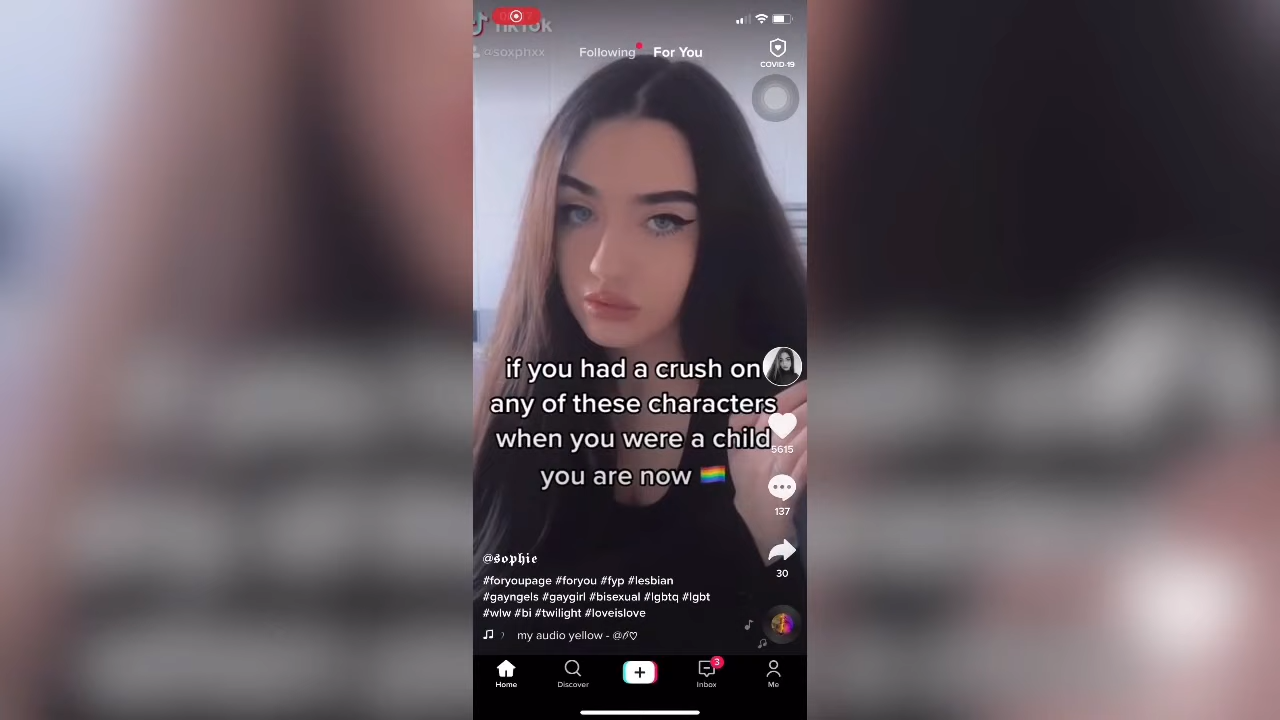 TikTok
@soxphxx
Following For You
COVID-19
if you had a crush on
any of these characters
when you were a child
you are now 🏳️‍🌈
5615
137
30
@𝖘𝖔𝖕𝖍𝖎𝖊
#foryoupage #foryou #fyp #lesbian
#gayngels #gaygirl #bisexual #lgbtq #lgbt
#wlw #bi #twilight #loveislove
my audio yellow - @
3
Home Discover Inbox Me